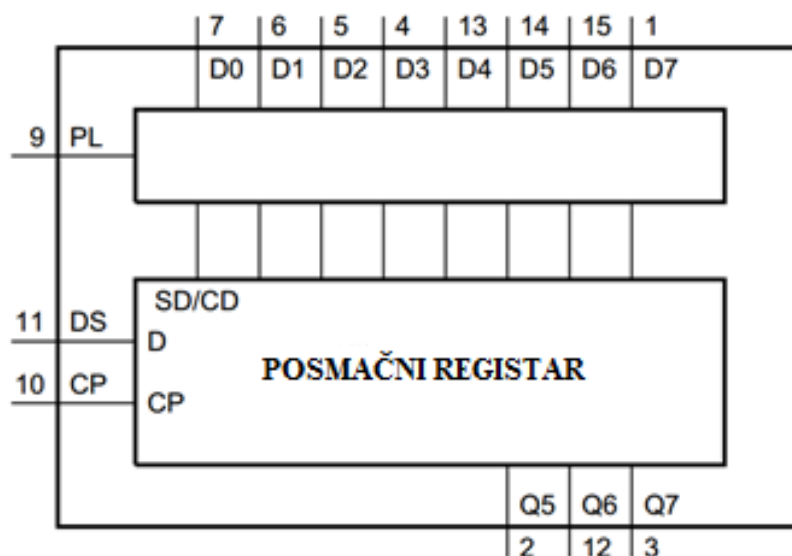 7 6 5 4 13 14 15 1
D0 D1 D2 D3 D4 D5 D6 D7
9 PL
SD/CD
11 DS
D
POSMAČNI REGISTAR
10 CP
CP
Q5 Q6 Q7
2 12 3